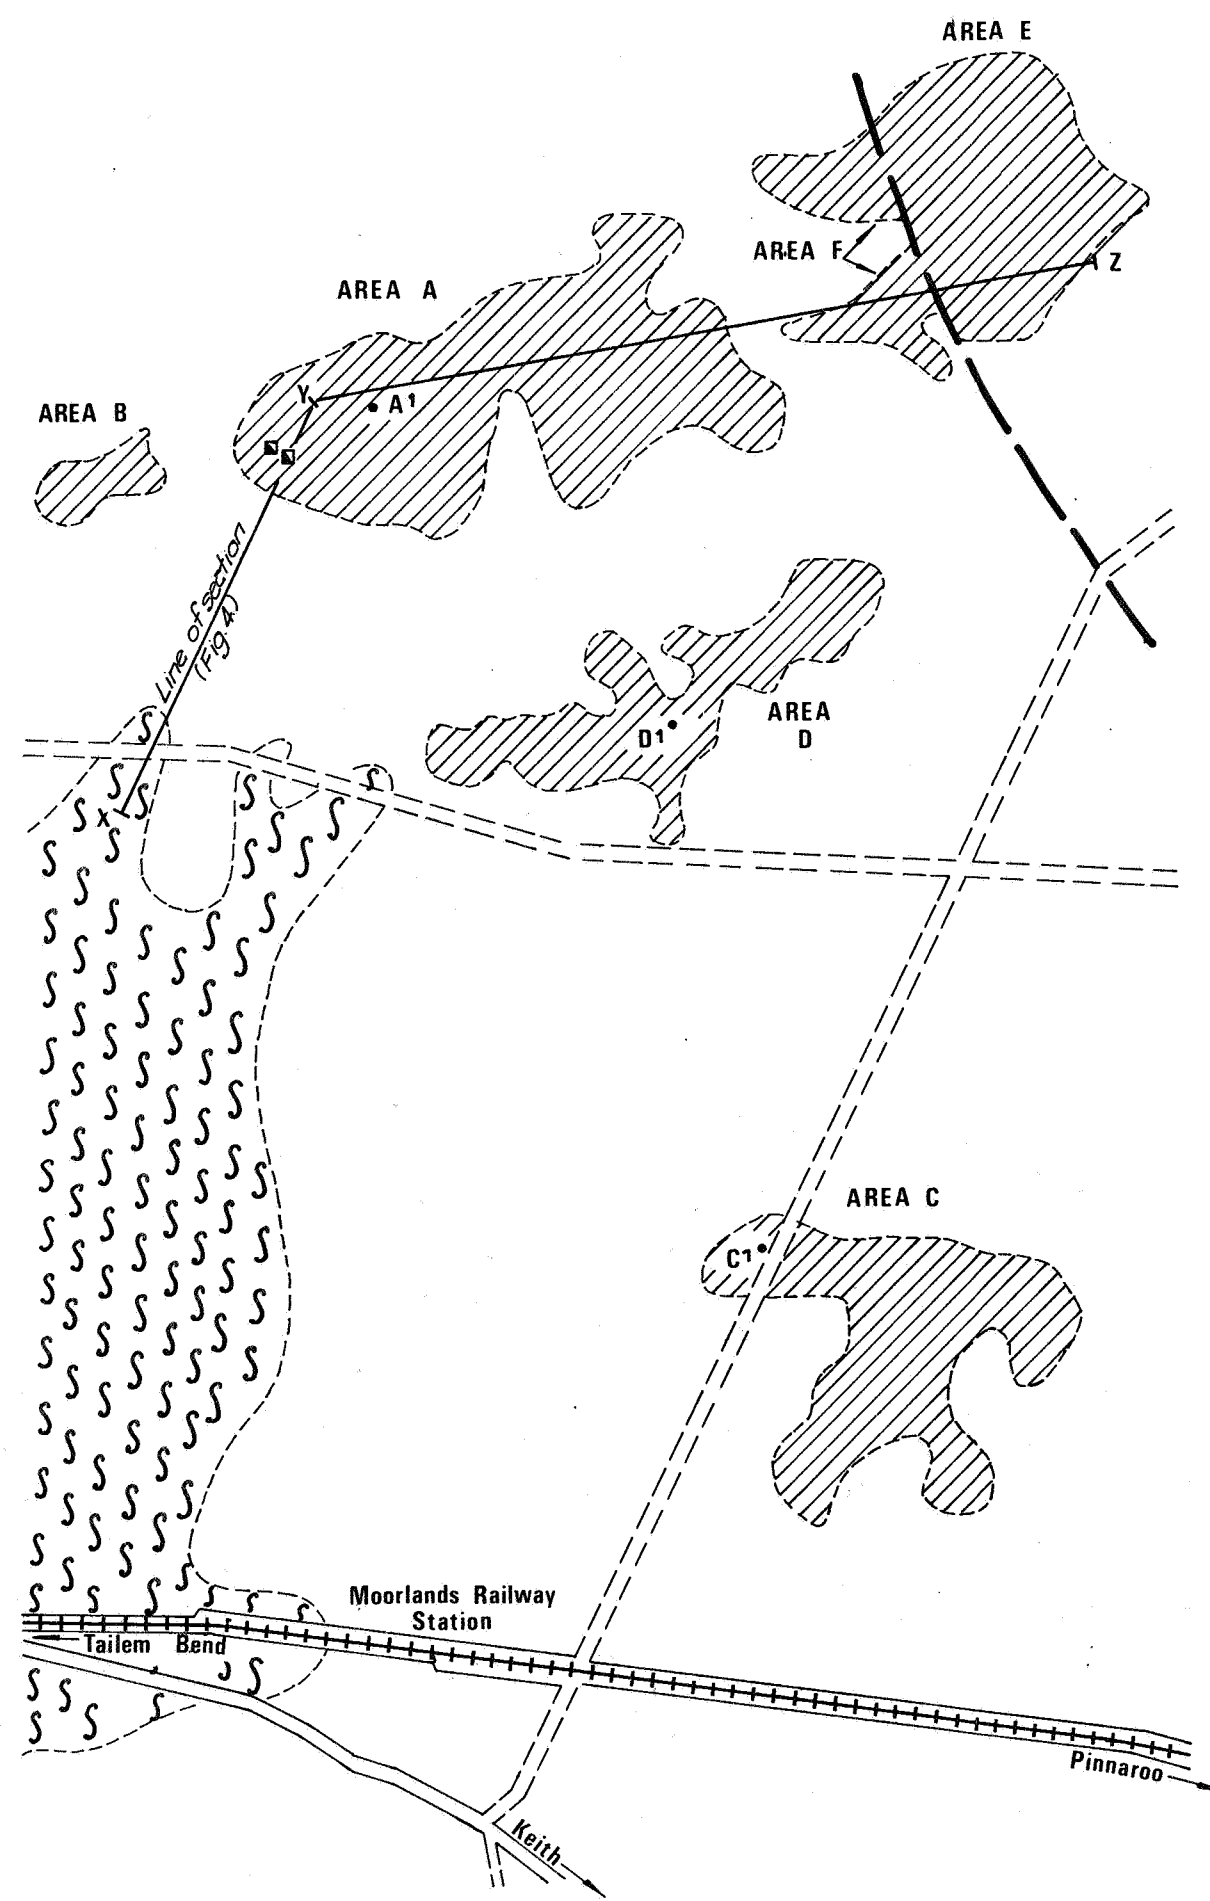 AREA E
AREA F
Z
AREA A
Y
A1
AREA B
Line of section
(Fig. 4.)
AREA
D
D1
X
AREA C
C1
Moorlands Railway
Station
Tailem Bend
Pinnaroo
Keith